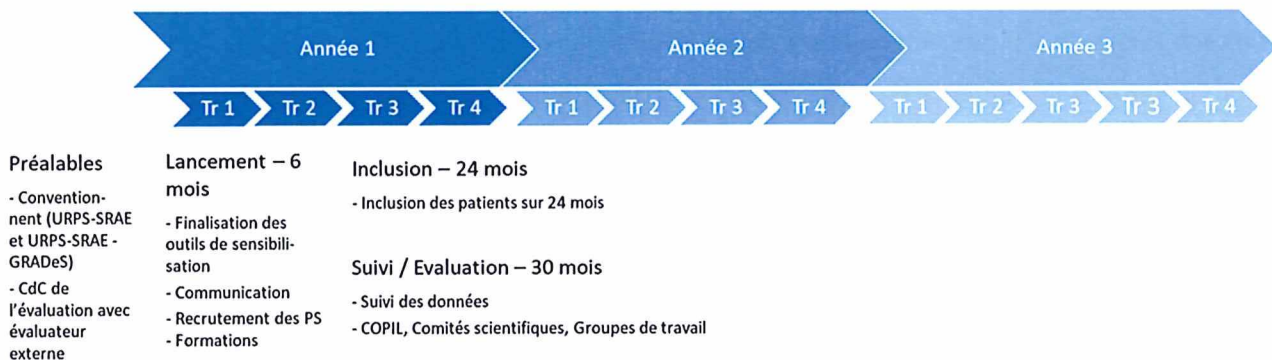 Année 1
Année 2
Année 3
Tr 1
Tr 2
Tr 3
Tr 4
Tr 1
Tr 2
Tr 3
Tr 4
Tr 1
Tr 2
Tr 3
Tr 3
Tr 4
Préalables
- Convention-
nent (URPS-SRAE
et URPS-SRAE -
GRADeS)
- CdC de
l'évaluation avec
évaluateur
externe
Lancement – 6
mois
- Finalisation des
outils de sensibili-
sation
- Communication
- Recrutement des PS
- Formations
Inclusion – 24 mois
- Inclusion des patients sur 24 mois
Suivi / Evaluation – 30 mois
- Suivi des données
- COPIL, Comités scientifiques, Groupes de travail